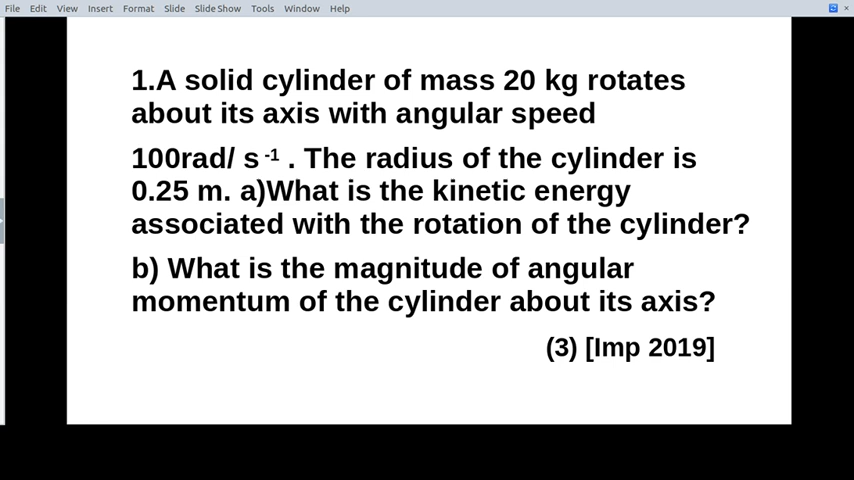 File Edit View Insert Format Slide Slide Show Tools Window Help
1.A solid cylinder of mass 20 kg rotates
about its axis with angular speed
100rad/ s -1 . The radius of the cylinder is
0.25 m. a)What is the kinetic energy
associated with the rotation of the cylinder?
b) What is the magnitude of angular
momentum of the cylinder about its axis?
(3) [Imp 2019]